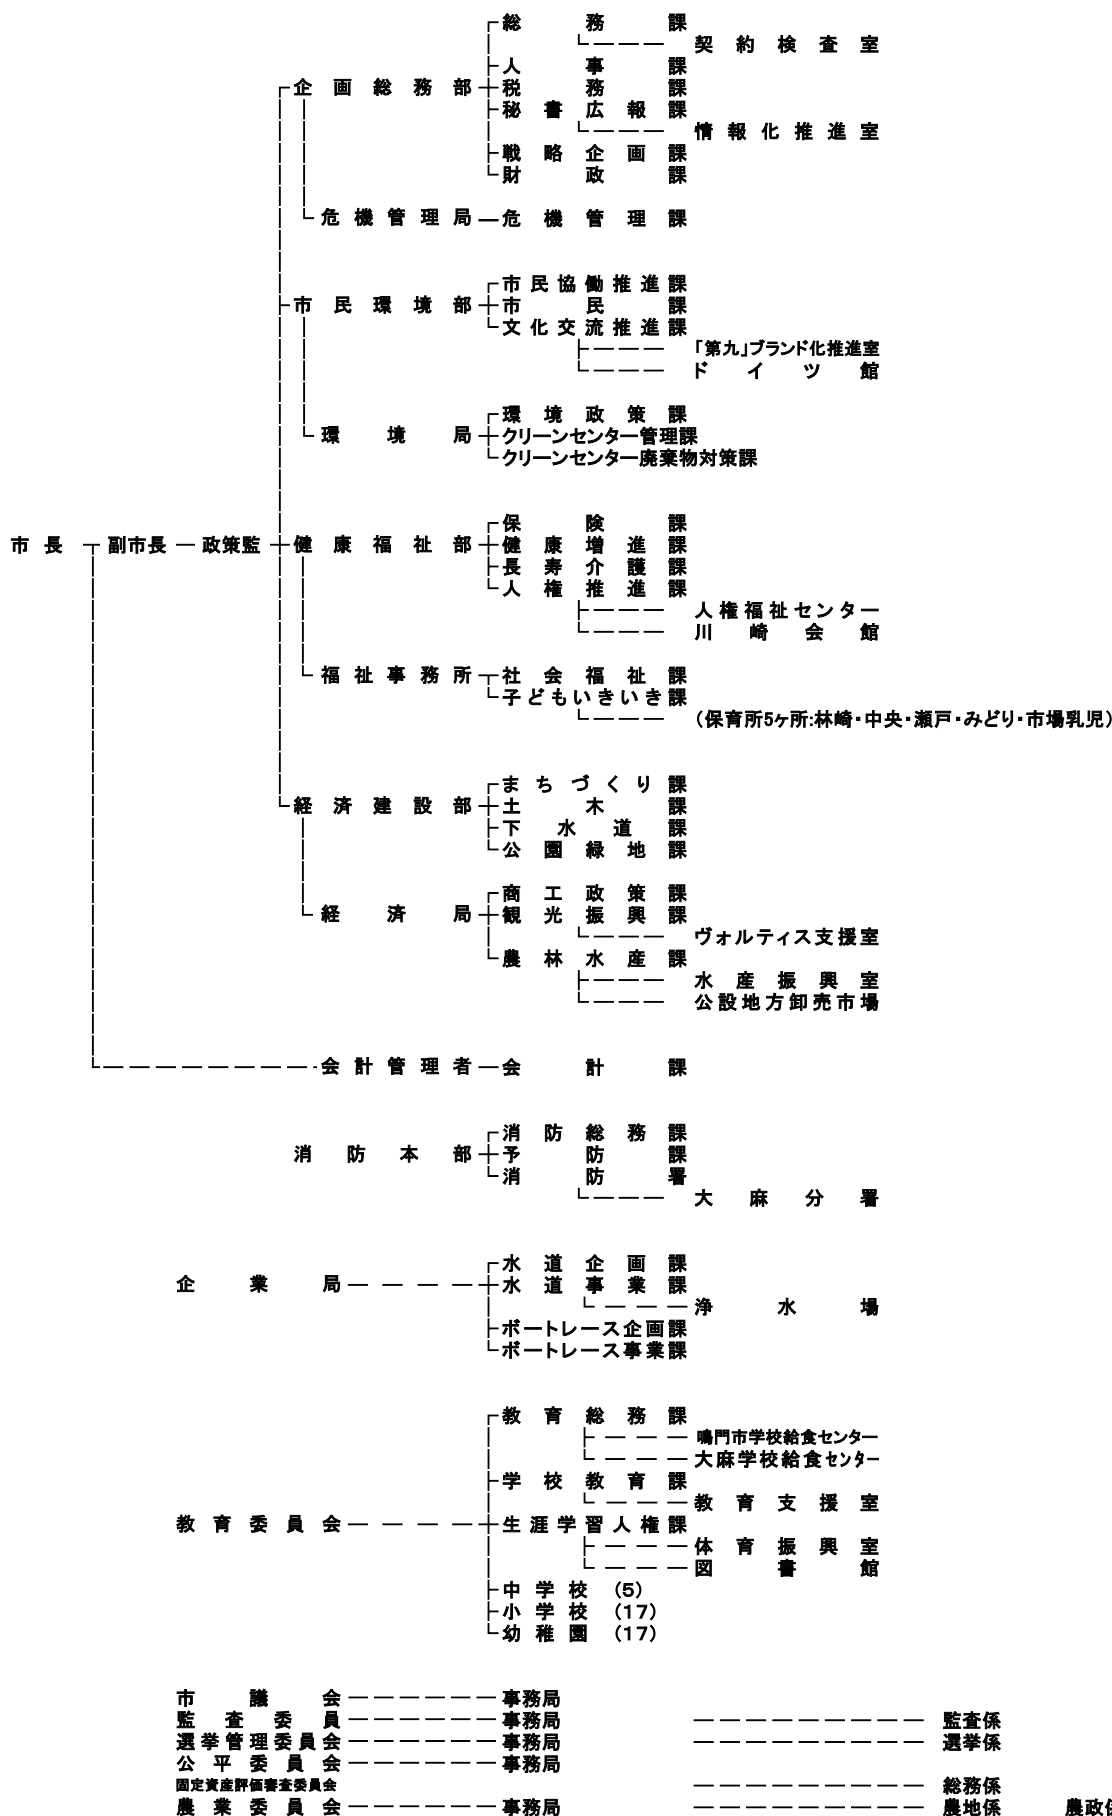 総務課
契約検査室
人事課
企画総務部 税務課
秘書広報課
情報化推進室
戦略企画課
財政課
危機管理局 危機管理課
市民協働推進課
市民環境部 市民課
文化交流推進課
「第九」ブランド化推進室
ドイツ館
環境政策課
環境局 クリーンセンター管理課
クリーンセンター廃棄物対策課
保険課
市長 副市長 政策監 健康福祉部 健康増進課
長寿介護課
人権推進課
人権福祉センター
川崎会館
福祉事務所 社会福祉課
子どもいきいき課
(保育所5ヶ所:林崎・中央・瀬戸・みどり・市場乳児)
まちづくり課
経済建設部 土木課
下水道課
公園緑地課
商工政策課
経済局 観光振興課
ヴォルティス支援室
農林水産課
水産振興室
公設地方卸売市場
会計管理者 会計課
消防総務課
消防本部 予防課
消防署
大麻分署
水道企画課
企業局 水道事業課
浄水場
ボートレース企画課
ボートレース事業課
教育総務課
鳴門市学校給食センター
大麻学校給食センター
学校教育課
教育支援室
教育委員会 生涯学習人権課
体育振興室
図書館
中学校 (5)
小学校 (17)
幼稚園 (17)
市議会 事務局
監査委員 事務局 監査係
選挙管理委員会 事務局 選挙係
公平委員会 事務局
固定資産評価審査委員会 総務係
農業委員会 事務局 農地係 農政係